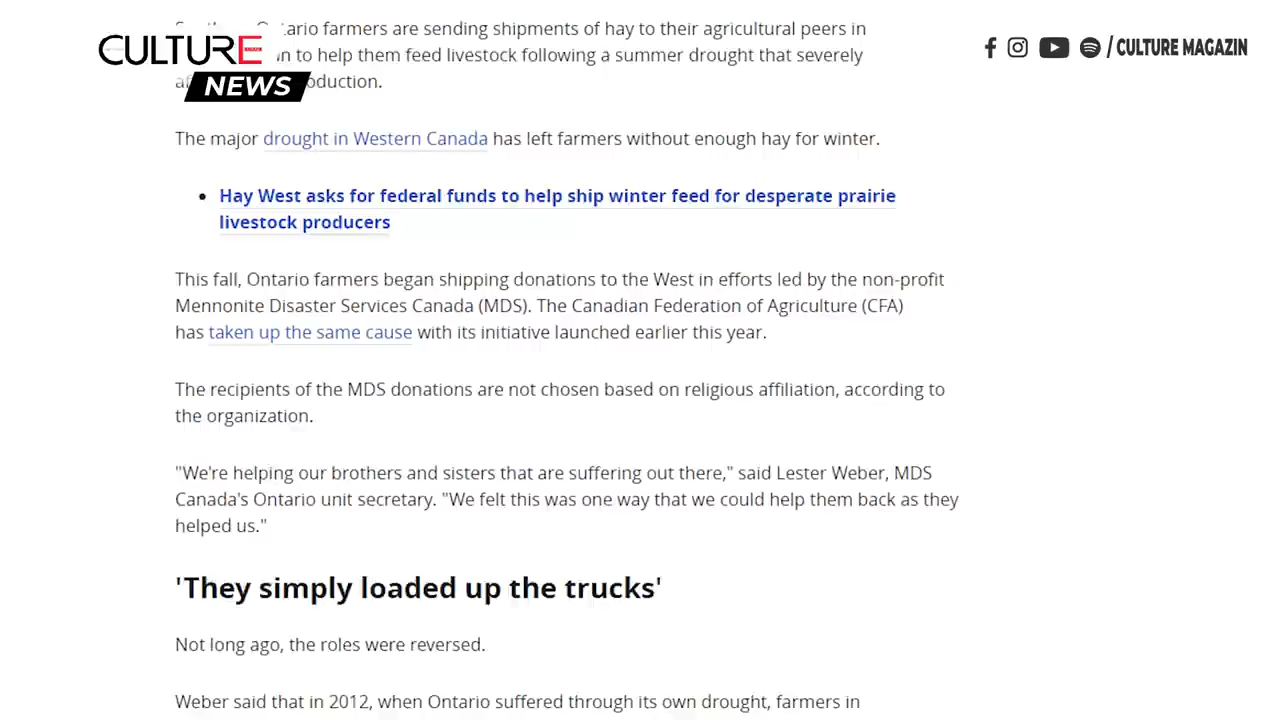 CULTURE
NEWS
/ CULTURE MAGAZIN
Ontario farmers are sending shipments of hay to their agricultural peers in
to help them feed livestock following a summer drought that severely
The major drought in Western Canada has left farmers without enough hay for winter.
Hay West asks for federal funds to help ship winter feed for desperate prairie
livestock producers
This fall, Ontario farmers began shipping donations to the West in efforts led by the non-profit
Mennonite Disaster Services Canada (MDS). The Canadian Federation of Agriculture (CFA)
has taken up the same cause with its initiative launched earlier this year.
The recipients of the MDS donations are not chosen based on religious affiliation, according to
the organization.
"We're helping our brothers and sisters that are suffering out there," said Lester Weber, MDS
Canada's Ontario unit secretary. "We felt this was one way that we could help them back as they
helped us."
'They simply loaded up the trucks'
Not long ago, the roles were reversed.
Weber said that in 2012, when Ontario suffered through its own drought, farmers in